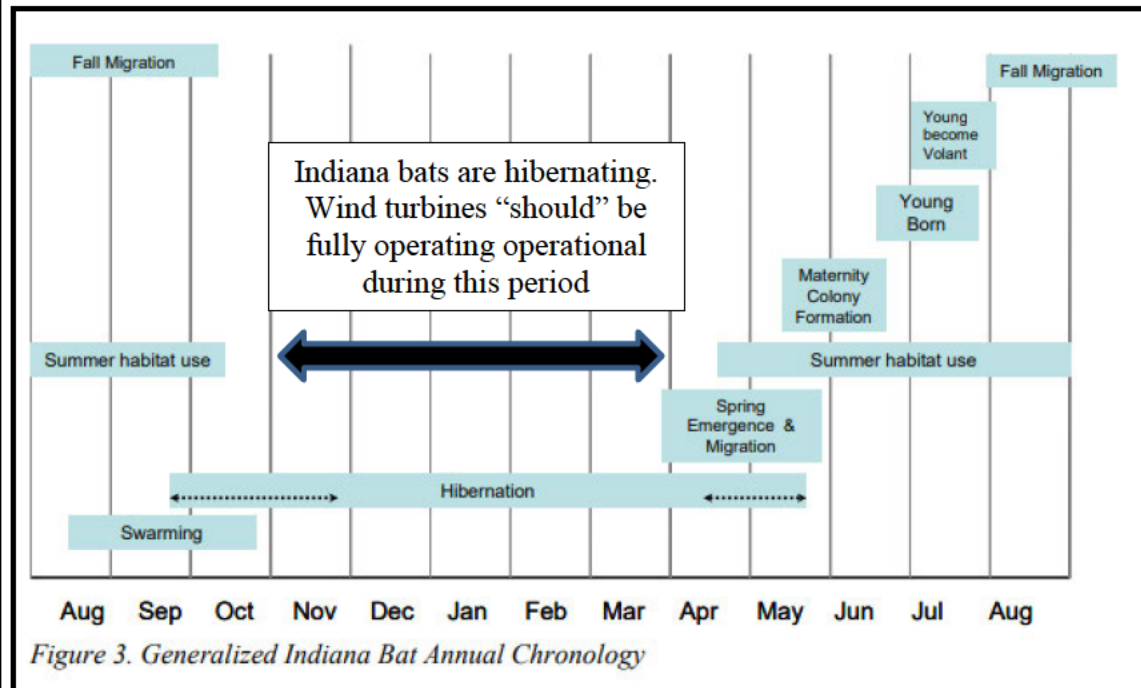 Fall Migration
Fall Migration
Young
become
Volant
Indiana bats are hibernating.
Wind turbines “should” be
fully operating operational
during this period
Young
Born
Maternity
Colony
Formation
Summer habitat use
Summer habitat use
Spring
Emergence &
Migration
Hibernation
Swarming
Aug Sep Oct Nov Dec Jan Feb Mar Apr May Jun Jul Aug
Figure 3. Generalized Indiana Bat Annual Chronology